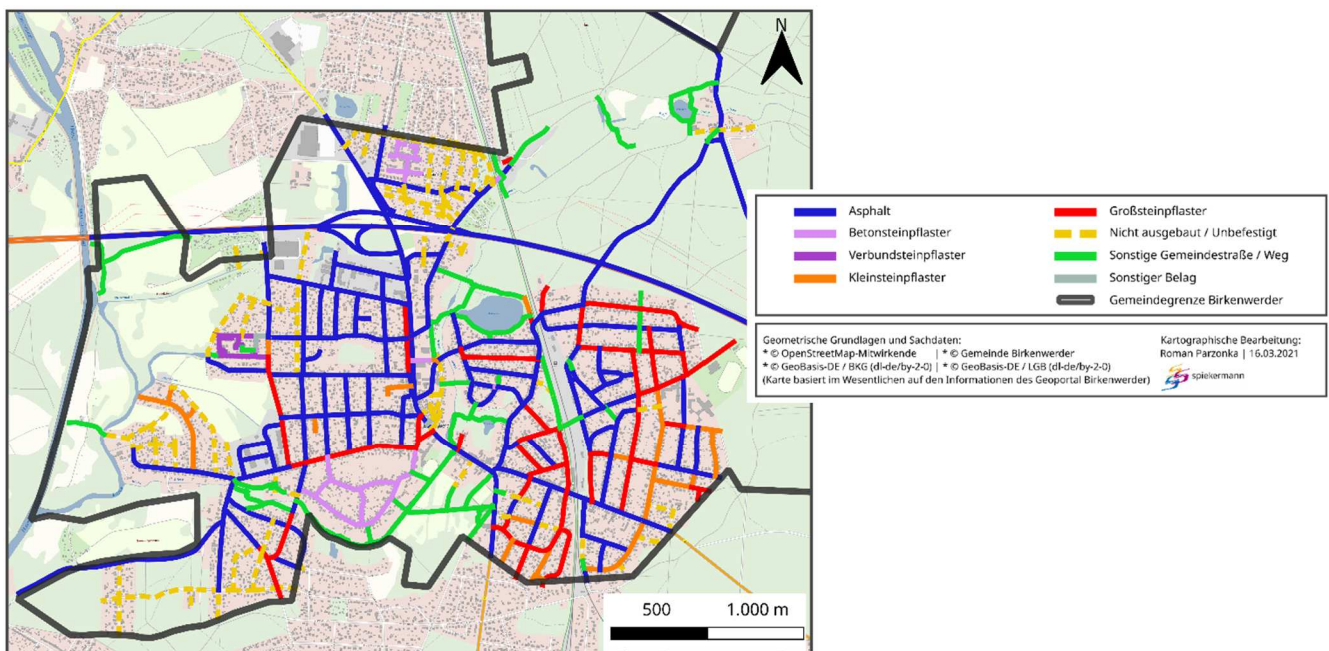 N
500 1.000 m
Asphalt
Betonsteinpflaster
Verbundsteinpflaster
Kleinsteinpflaster
Großsteinpflaster
Nicht ausgebaut / Unbefestigt
Sonstige Gemeindestraße / Weg
Sonstiger Belag
Gemeindegrenze Birkenwerder
Geometrische Grundlagen und Sachdaten:
* © OpenStreetMap-Mitwirkende | * © Gemeinde Birkenwerder
* © GeoBasis-DE / BKG (dl-de/by-2-0) | * © GeoBasis-DE / LGB (dl-de/by-2-0)
(Karte basiert im Wesentlichen auf den Informationen des Geoportal Birkenwerder)
Kartographische Bearbeitung:
Roman Parzonka | 16.03.2021
spiekermann